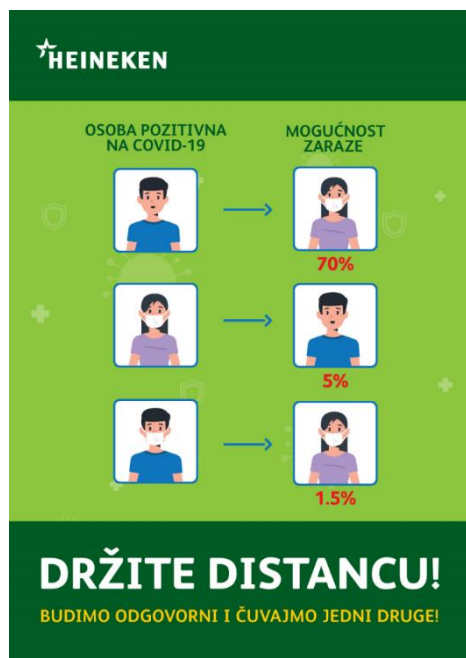 HEINEKEN
OSOBA POZITIVNA
NA COVID-19
MOGUĆNOST
ZARAZE
70%
5%
1.5%
DRŽITE DISTANCU!
BUDIMO ODGOVORNI I ČUVAJMO JEDNI DRUGE!